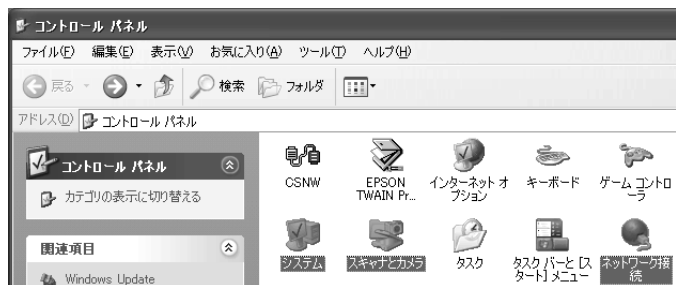 コントロール パネル
ファイル(F) 編集(E) 表示(V) お気に入り(A) ツール(T) ヘルプ(H)
戻る 検索 フォルダ
アドレス(D) コントロール パネル
コントロール パネル
カテゴリの表示に切り替える
関連項目
Windows Update
CSNW
EPSON
TWAIN Pr...
インターネット オ
プション
キーボード
ゲーム コントロ
ーラ
システム
スキャナとカメラ
タスク
タスク バーと [ス
タート] メニュー
ネットワーク接
続